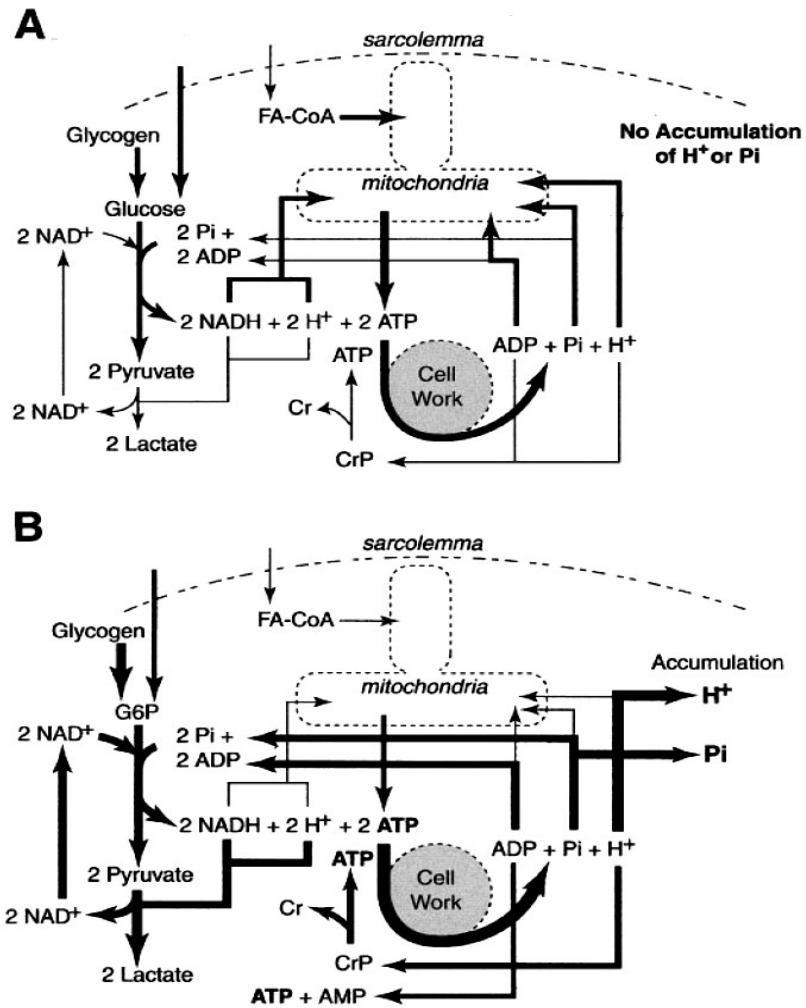 A
sarcolemma
FA-CoA
No Accumulation
of H+ or Pi
Glycogen
mitochondria
Glucose
2 NAD+
2 Pi +
2 ADP
2 NADH + 2 H+ + 2 ATP
ADP + Pi + H+
ATP
2 Pyruvate
Cell
Work
2 NAD+
Cr
2 Lactate
CrP
B
sarcolemma
FA-CoA
Glycogen
Accumulation
mitochondria
H+
G6P
2 NAD+
2 Pi +
Pi
2 ADP
2 NADH + 2 H+ + 2 ATP
ADP + Pi + H+
ATP
2 Pyruvate
Cell
Work
2 NAD+
Cr
2 Lactate
CrP
ATP + AMP